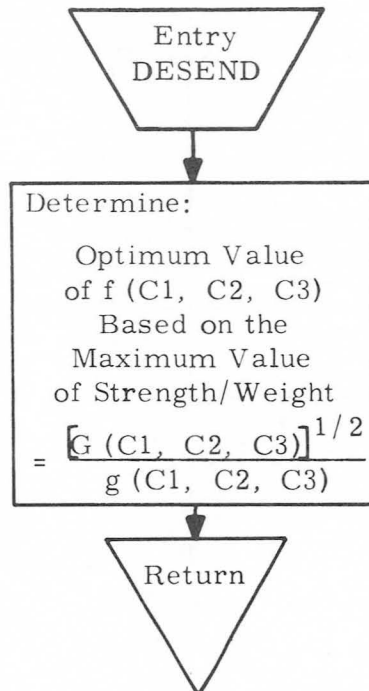 Entry
DESEND
Determine:
Optimum Value
of f (C1, C2, C3)
Based on the
Maximum Value
of Strength/Weight
= [G (C1, C2, C3)]^1/2
g (C1, C2, C3)
Return